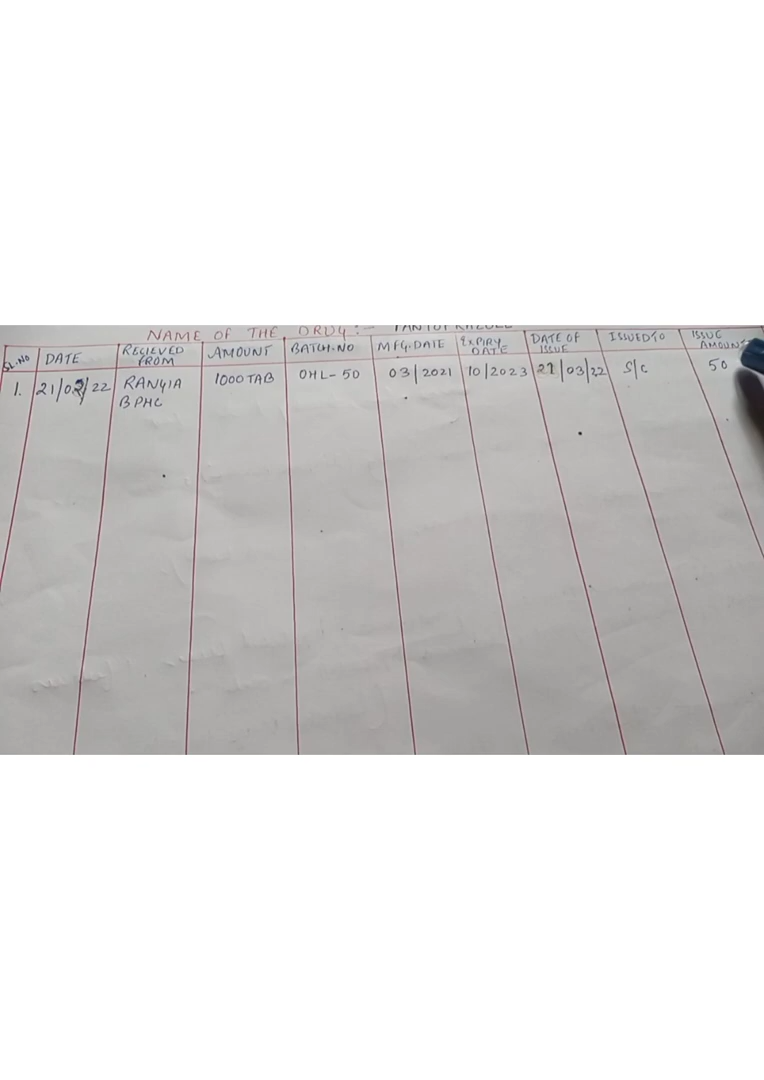 NAME OF THE DRUG:- PANTOPRAZOLE
SL.NO DATE RECIEVED FROM AMOUNT BATCH.NO MFG.DATE EXPIRY DATE DATE OF ISSUE ISSUED TO ISSUE AMOUNT
1. 21/02/22 RANGIA BPHC 1000 TAB OHL-50 03/2021 10/2023 21/03/22 S/C 50